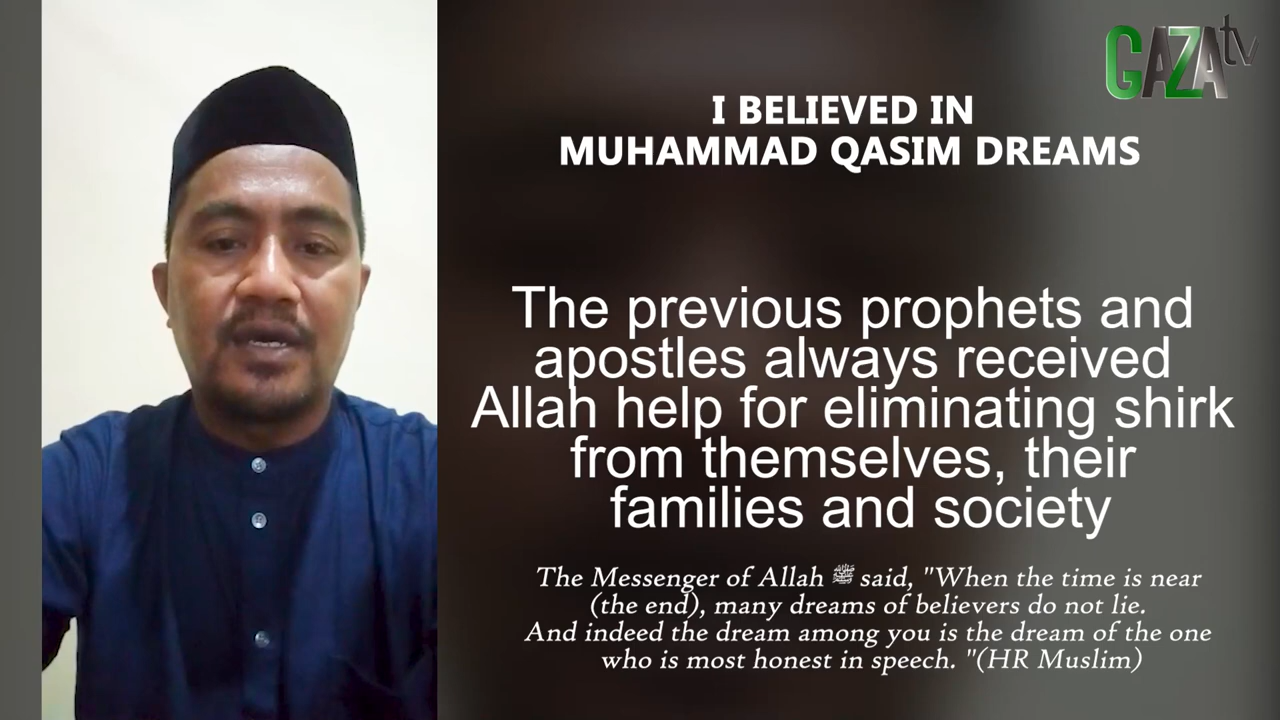 GAZAtv
I BELIEVED IN
MUHAMMAD QASIM DREAMS
The previous prophets and
apostles always received
Allah help for eliminating shirk
from themselves, their
families and society
The Messenger of Allah ﷺ said, "When the time is near
(the end), many dreams of believers do not lie.
And indeed the dream among you is the dream of the one
who is most honest in speech. "(HR Muslim)